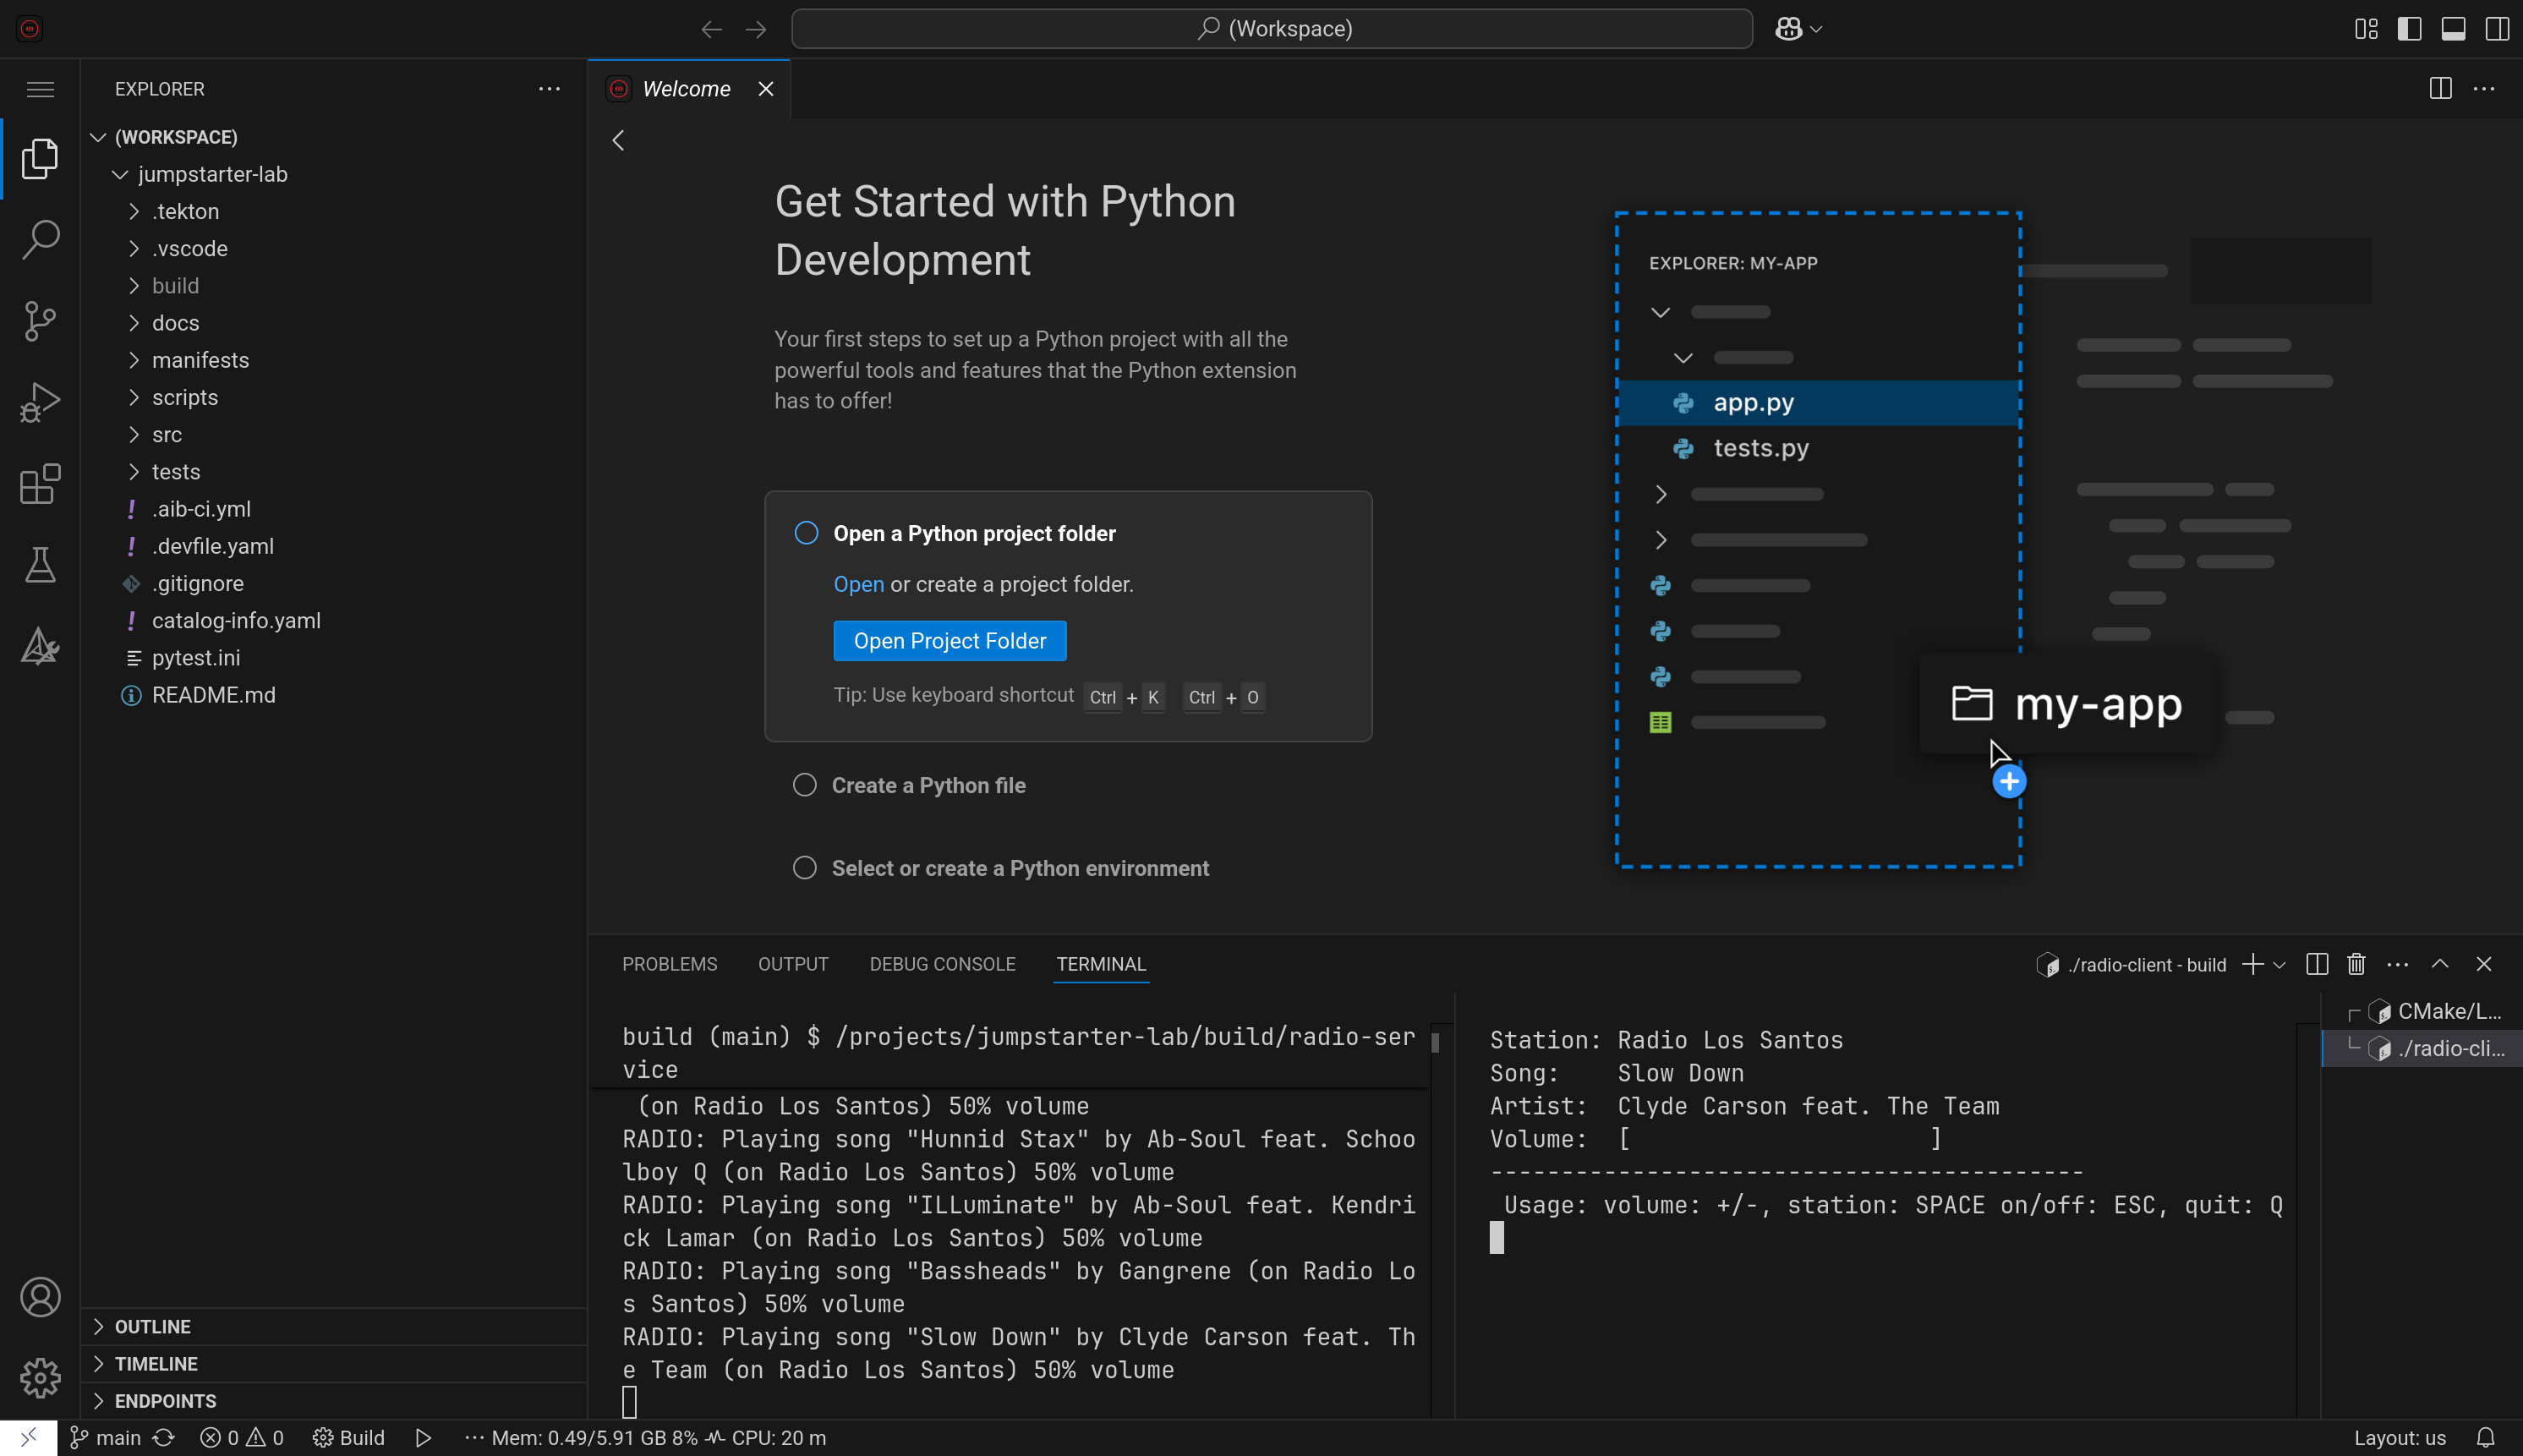 (Workspace)
EXPLORER
(WORKSPACE)
jumpstarter-lab
.tekton
.vscode
build
docs
manifests
scripts
src
tests
! .aib-ci.yml
! .devfile.yaml
.gitignore
! catalog-info.yaml
pytest.ini
README.md
OUTLINE
TIMELINE
ENDPOINTS
Welcome
Get Started with Python
Development
Your first steps to set up a Python project with all the
powerful tools and features that the Python extension
has to offer!
Open a Python project folder
Open or create a project folder.
Open Project Folder
Tip: Use keyboard shortcut Ctrl + K Ctrl + O
Create a Python file
Select or create a Python environment
EXPLORER: MY-APP
app.py
tests.py
my-app
PROBLEMS OUTPUT DEBUG CONSOLE TERMINAL
./radio-client - build
build (main) $ /projects/jumpstarter-lab/build/radio-ser
vice
(on Radio Los Santos) 50% volume
RADIO: Playing song "Hunnid Stax" by Ab-Soul feat. Schoo
lboy Q (on Radio Los Santos) 50% volume
RADIO: Playing song "ILLuminate" by Ab-Soul feat. Kendri
ck Lamar (on Radio Los Santos) 50% volume
RADIO: Playing song "Bassheads" by Gangrene (on Radio Lo
s Santos) 50% volume
RADIO: Playing song "Slow Down" by Clyde Carson feat. Th
e Team (on Radio Los Santos) 50% volume
Station: Radio Los Santos
Song: Slow Down
Artist: Clyde Carson feat. The Team
Volume: [ ]
------------------------------------------
Usage: volume: +/-, station: SPACE on/off: ESC, quit: Q
CMake/L...
./radio-cli...
main 0 0 Build ··· Mem: 0.49/5.91 GB 8% CPU: 20 m
Layout: us